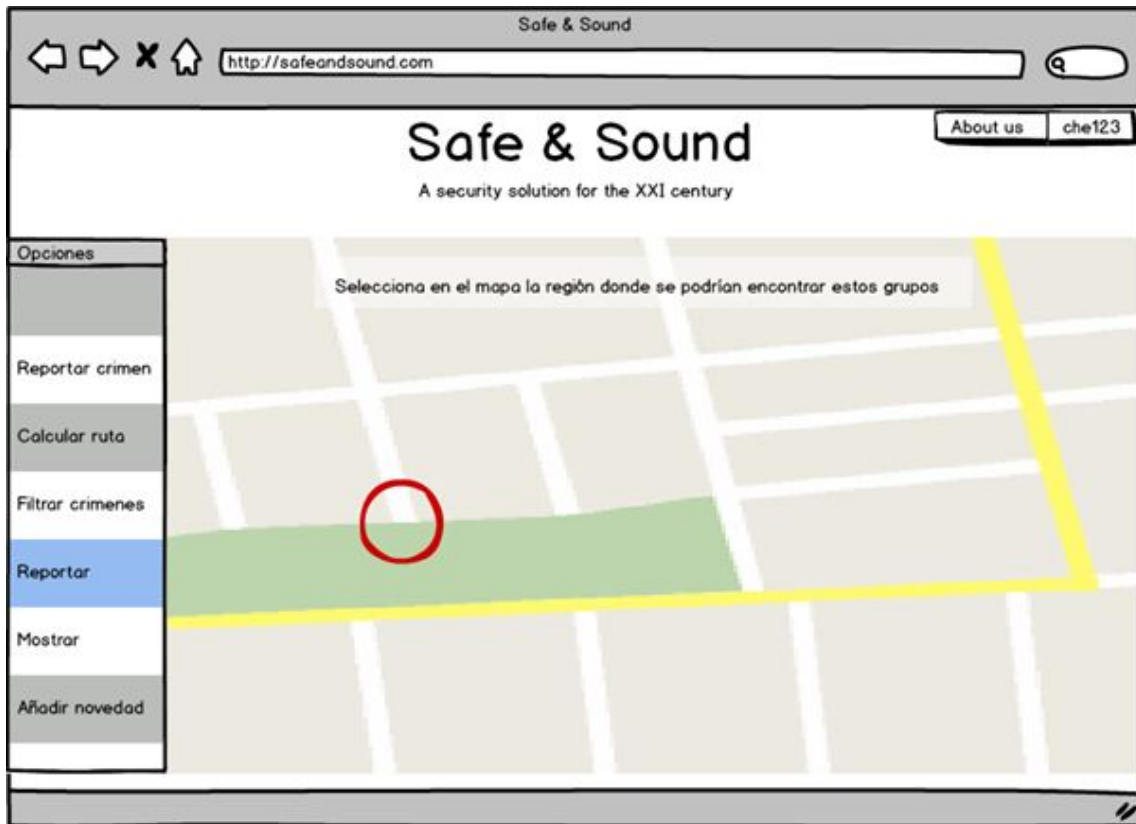 Safe & Sound
http://safeandsound.com
About us
che123
Safe & Sound
A security solution for the XXI century
Opciones
Selecciona en el mapa la región donde se podrían encontrar estos grupos
Reportar crimen
Calcular ruta
Filtrar crimenes
Reportar
Mostrar
Añadir novedad